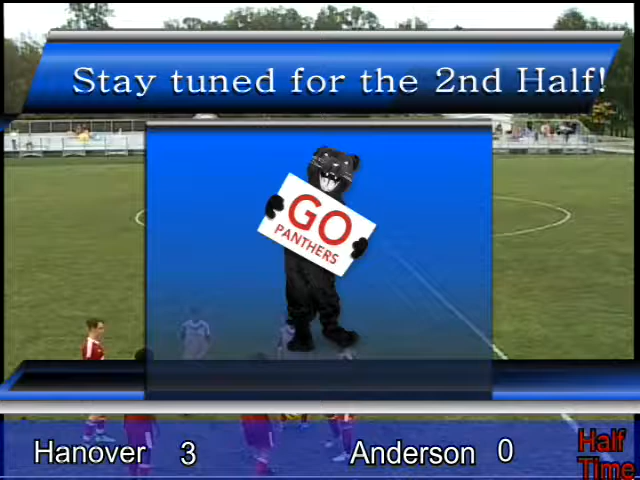 Stay tuned for the 2nd Half!
GO
PANTHERS
Hanover 3 Anderson 0 Half
Time